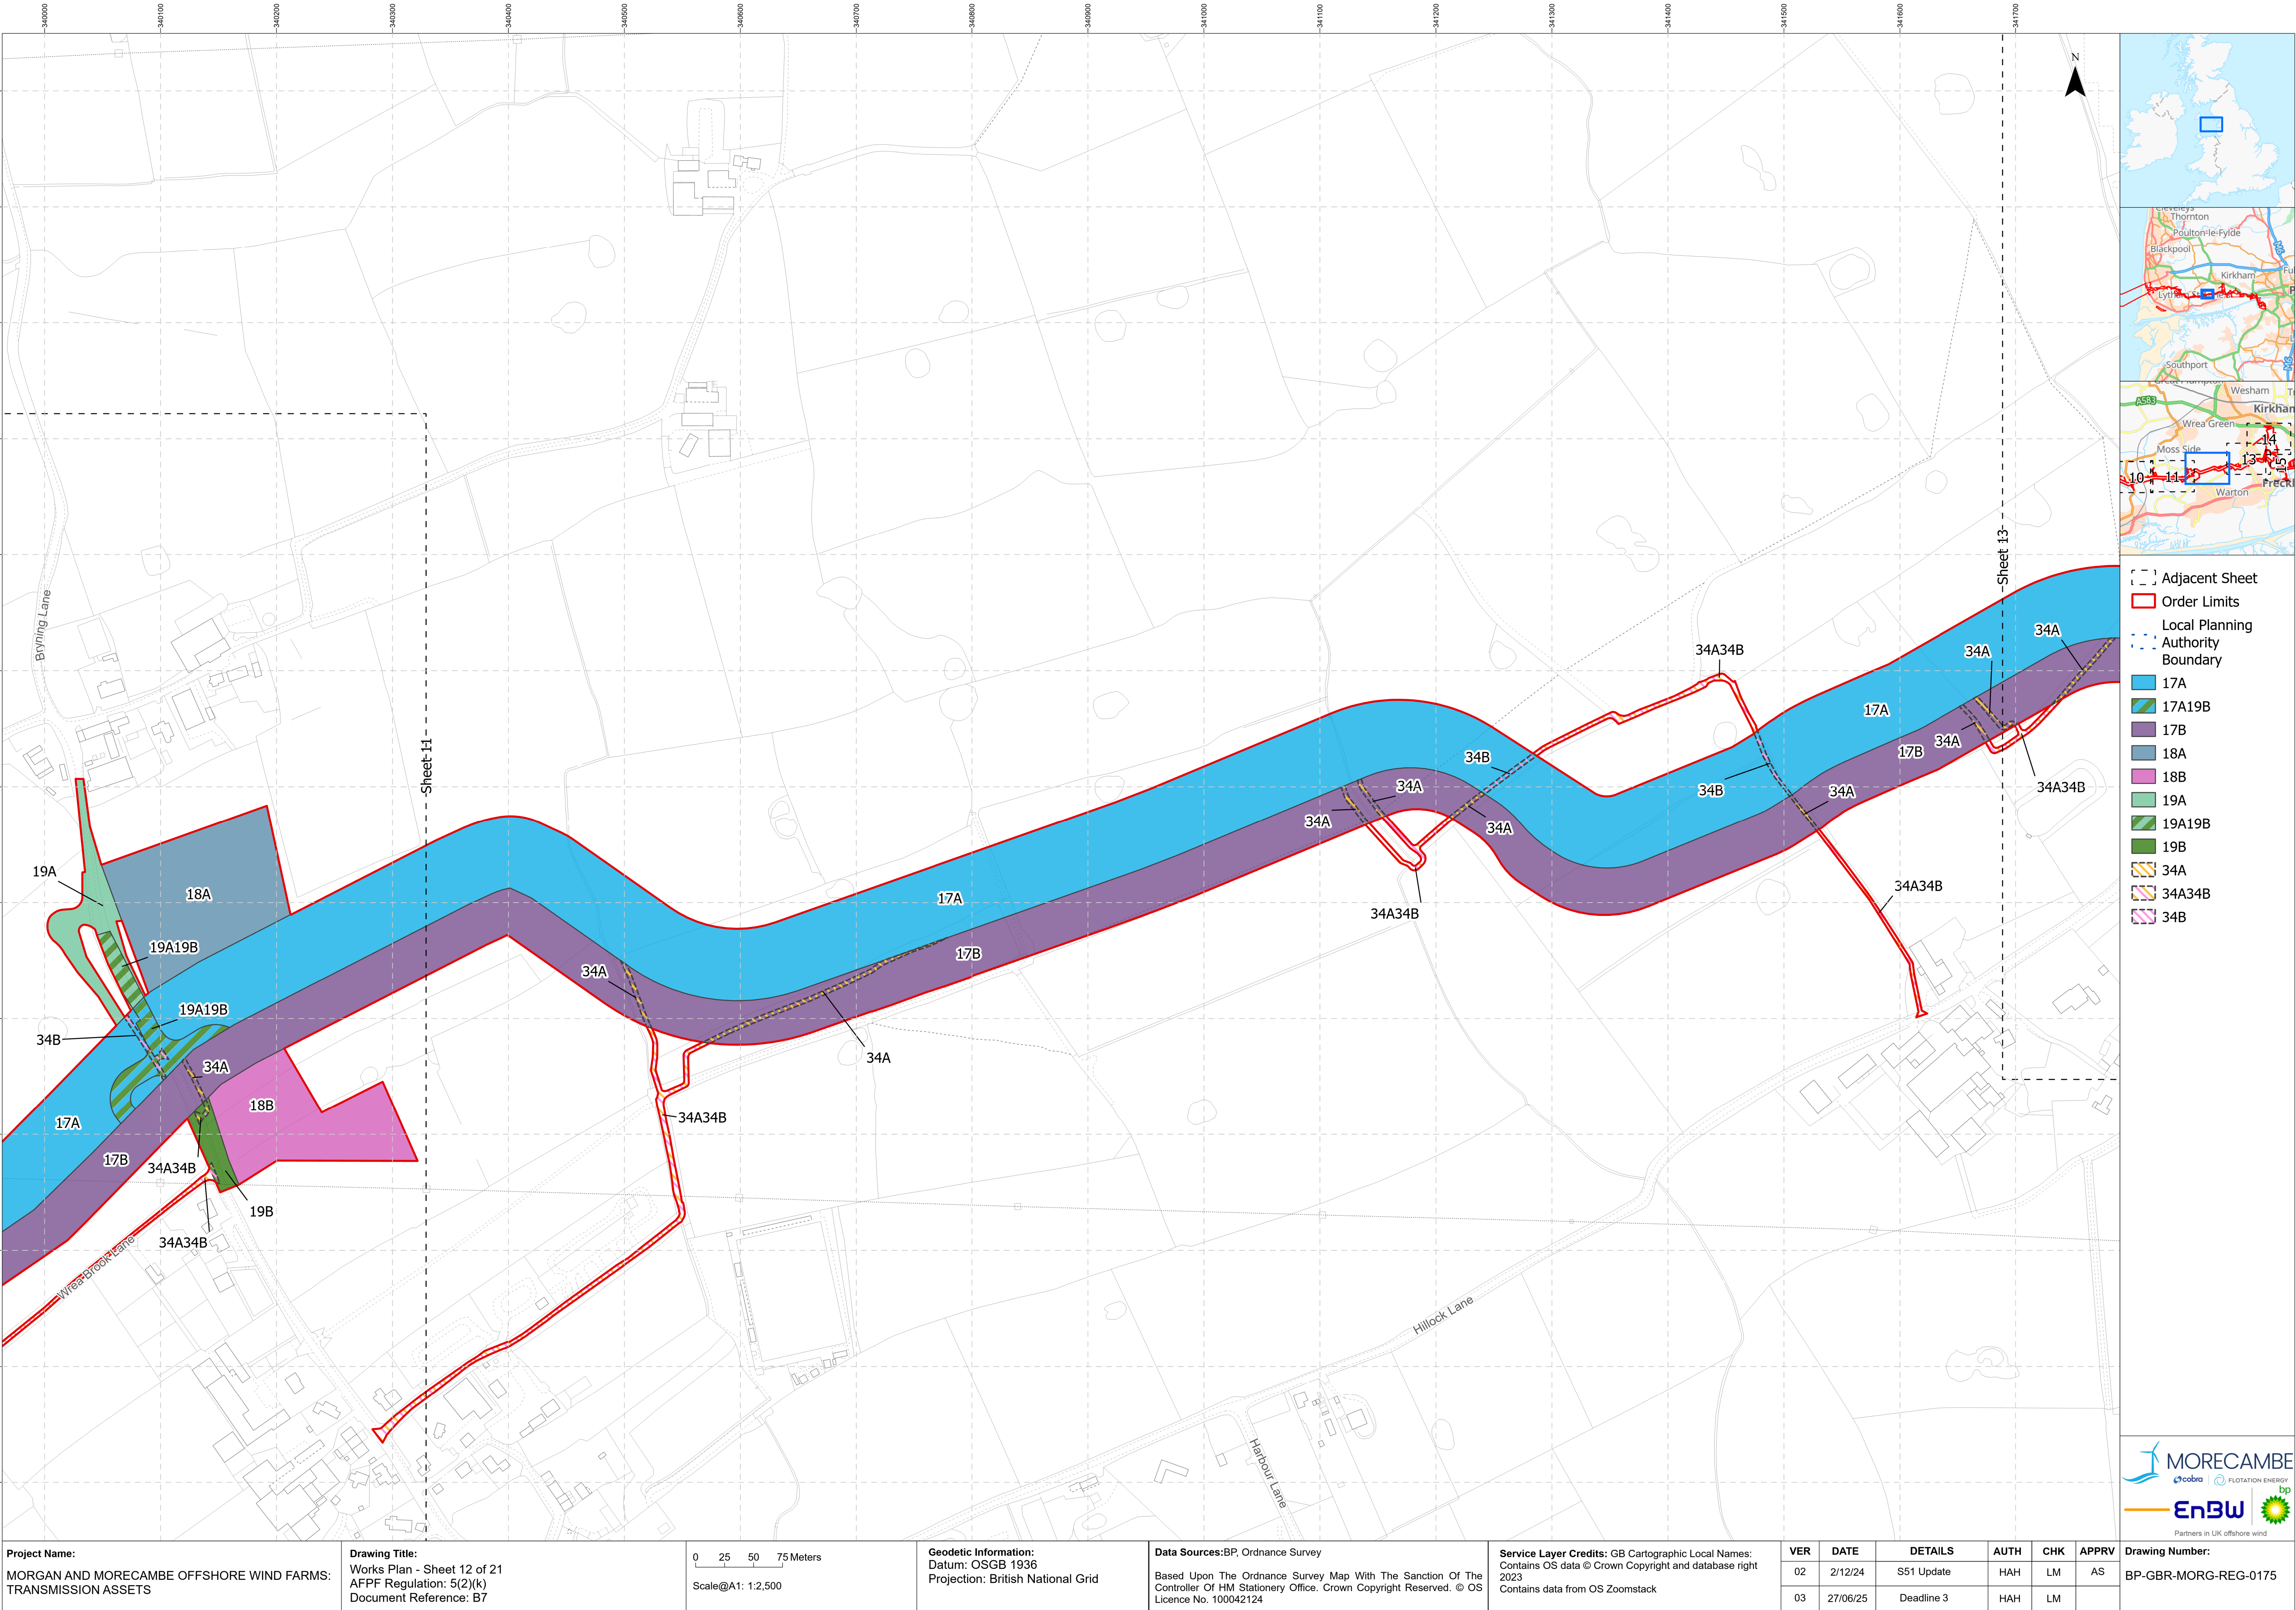 340000
340100
340200
340300
340400
340500
340600
340700
340800
340900
341000
341100
341200
341300
341400
341500
341600
341700
N
Bryning Lane
Sheet 11
Sheet 13
19A
18A
19A19B
19A19B
34B
34A
18B
17A
17B
34A34B
19B
34A34B
Wrea Brook Lane
34A
34A34B
34A
17A
17B
34A
34A
34A34B
34B
34A
34A34B
17A
17B
34B
34A
34A34B
34A
34A
34A
34A34B
Hillock Lane
Harbour Lane
Cleveleys
Thornton
Poulton-le-Fylde
Blackpool
Kirkham
Southport
Wesham
A583
Kirkham
Wrea Green
Moss Side
14
13
15
10
11
Warton
Adjacent Sheet
Order Limits
Local Planning
Authority
Boundary
17A
17A19B
17B
18A
18B
19A
19A19B
19B
34A
34A34B
34B
MORECAMBE
cobra
FLOTATION ENERGY
EnBW
bp
Partners in UK offshore wind
Project Name:
MORGAN AND MORECAMBE OFFSHORE WIND FARMS:
TRANSMISSION ASSETS
Drawing Title:
Works Plan - Sheet 12 of 21
AFPF Regulation: 5(2)(k)
Document Reference: B7
0 25 50 75 Meters
Scale@A1: 1:2,500
Geodetic Information:
Datum: OSGB 1936
Projection: British National Grid
Data Sources:BP, Ordnance Survey
Based Upon The Ordnance Survey Map With The Sanction Of The
Controller Of HM Stationery Office. Crown Copyright Reserved. © OS
Licence No. 100042124
Service Layer Credits: GB Cartographic Local Names:
Contains OS data © Crown Copyright and database right
2023
Contains data from OS Zoomstack
VER DATE DETAILS AUTH CHK APPRV
02 2/12/24 S51 Update HAH LM AS
03 27/06/25 Deadline 3 HAH LM
Drawing Number:
BP-GBR-MORG-REG-0175